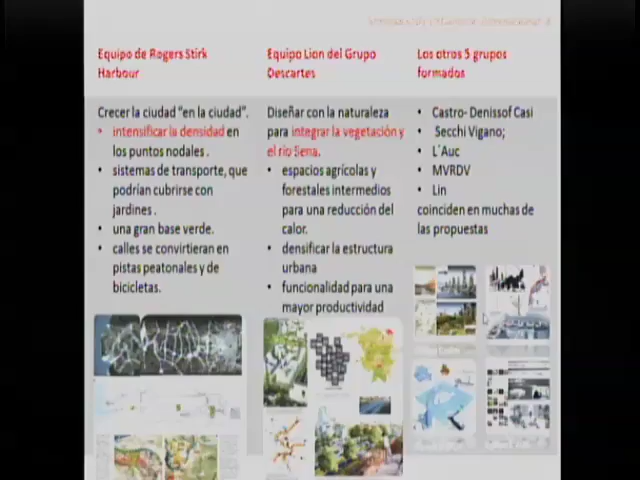 Equipo de Rogers Stirk
Harbour
Crecer la ciudad "en la ciudad".
• intensificar la densidad en
los puntos nodales .
• sistemas de transporte, que
podrían cubrirse con
jardines .
• una gran base verde.
• calles se convirtieran en
pistas peatonales y de
bicicletas.
Equipo Lion del Grupo
Descartes
Diseñar con la naturaleza
para integrar la vegetación y
el río Sena.
• espacios agrícolas y
forestales intermedios
para una reducción del
calor.
• densificar la estructura
urbana
• funcionalidad para una
mayor productividad
Los otros 5 grupos
formados
• Castro- Denissof Casi
• Secchi Vigano;
• L´Auc
• MVRDV
• Lin
coinciden en muchas de
las propuestas